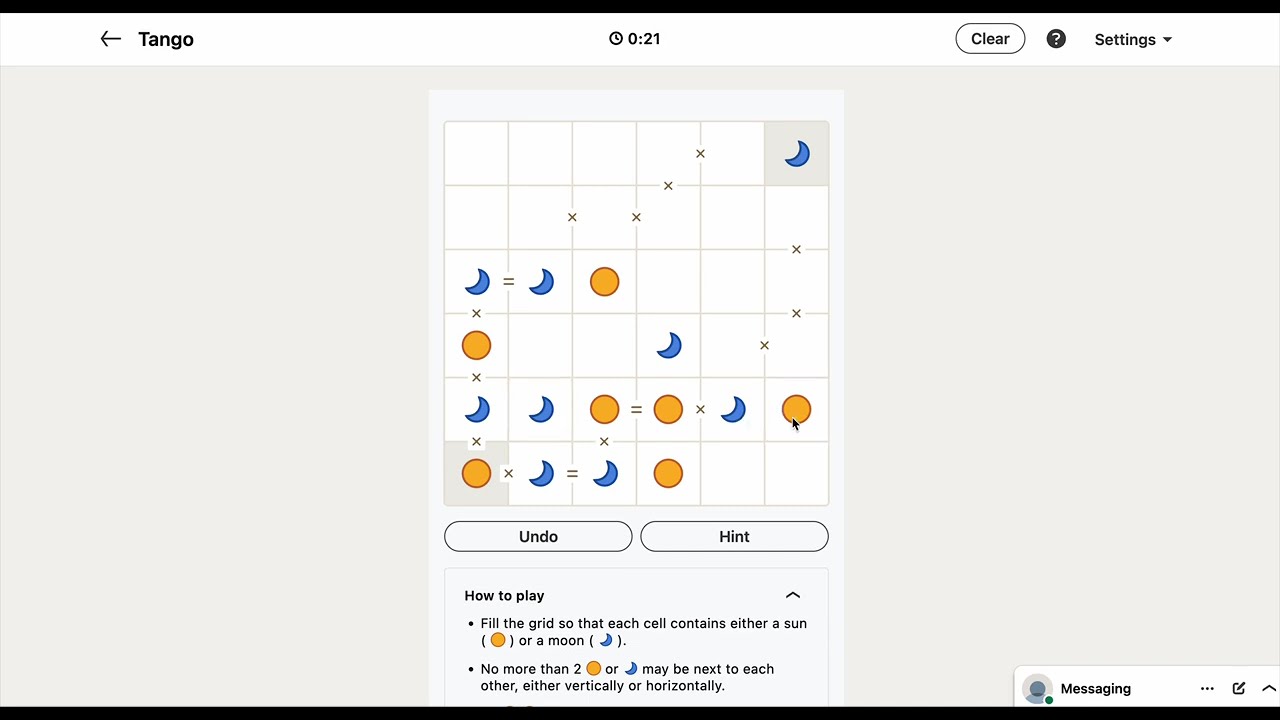 Tango
0:21
Clear
?
Settings
×
×
× ×
×
=
× ×
×
×
= ×
× ×
× =
Undo
Hint
How to play
• Fill the grid so that each cell contains either a sun
( ) or a moon ( ).
• No more than 2 or may be next to each
other, either vertically or horizontally.
Messaging